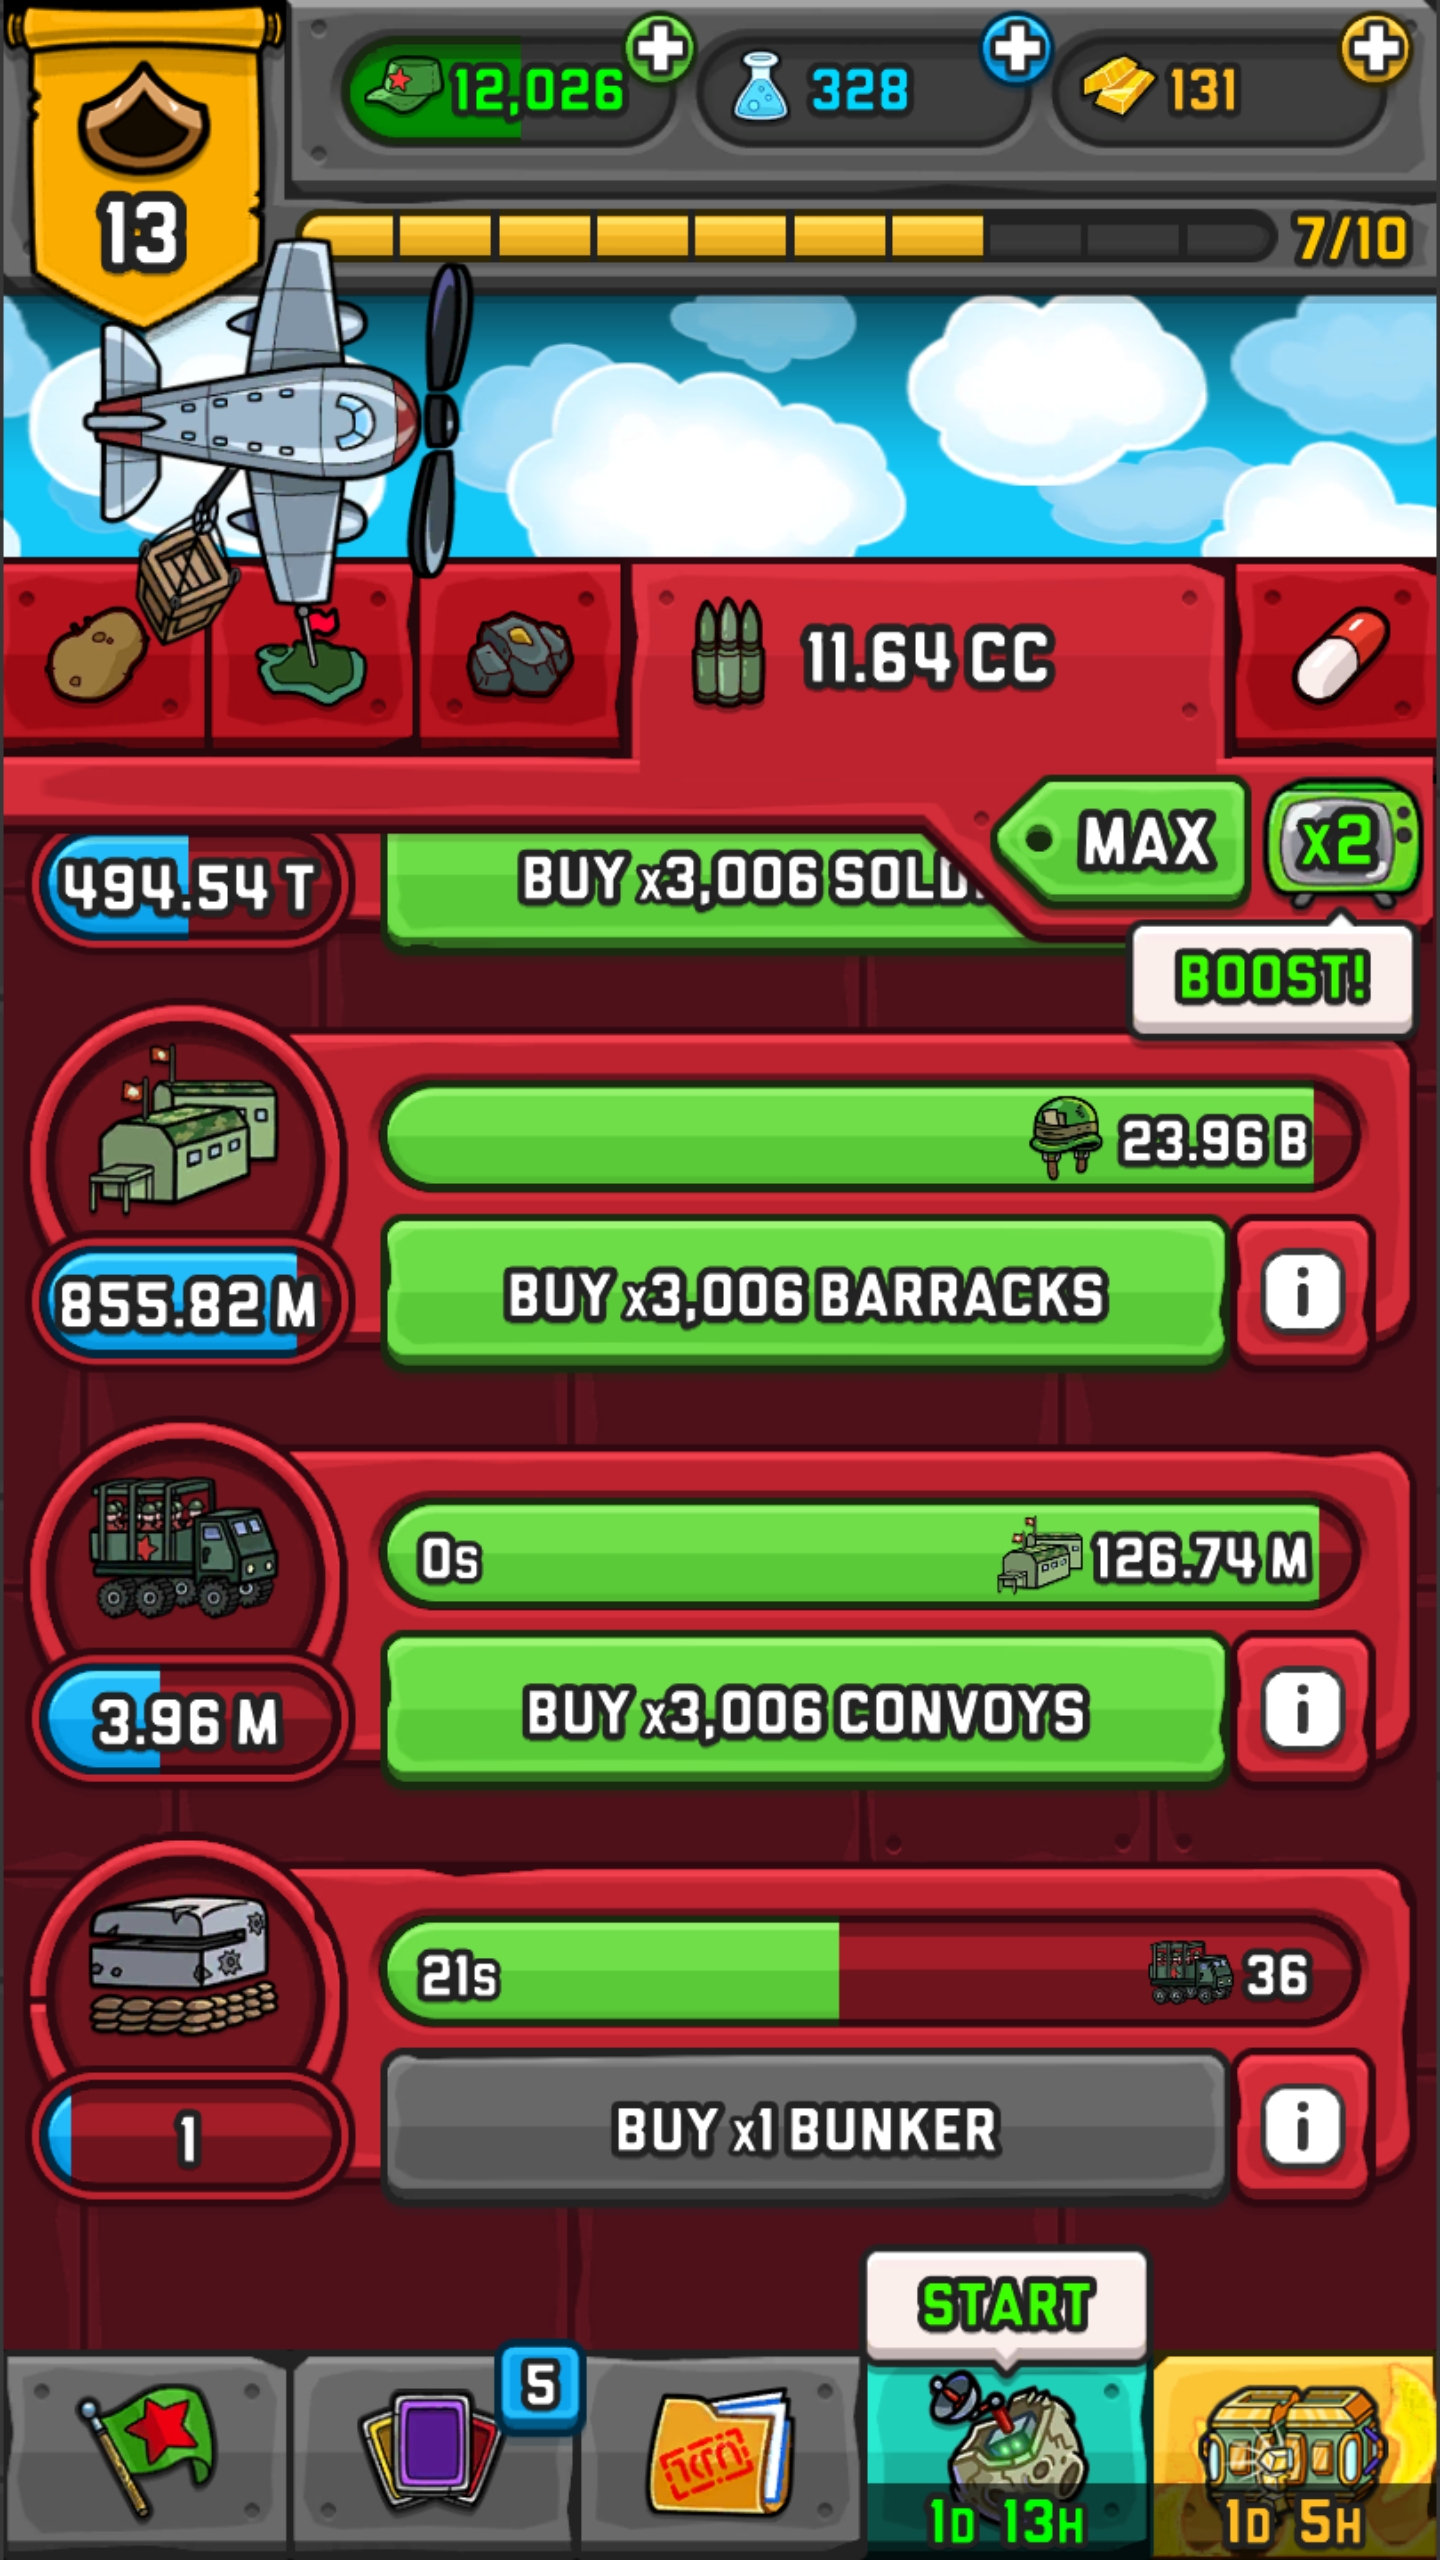 12,026
328
131
13
7/10
11.64 CC
MAX
x2
494.54 T
BUY x3,006 SOLD
BOOST!
23.96 B
855.82 M
BUY x3,006 BARRACKS
i
0s
126.74 M
3.96 M
BUY x3,006 CONVOYS
i
21s
36
1
BUY x1 BUNKER
i
START
5
1D 13H
1D 5H